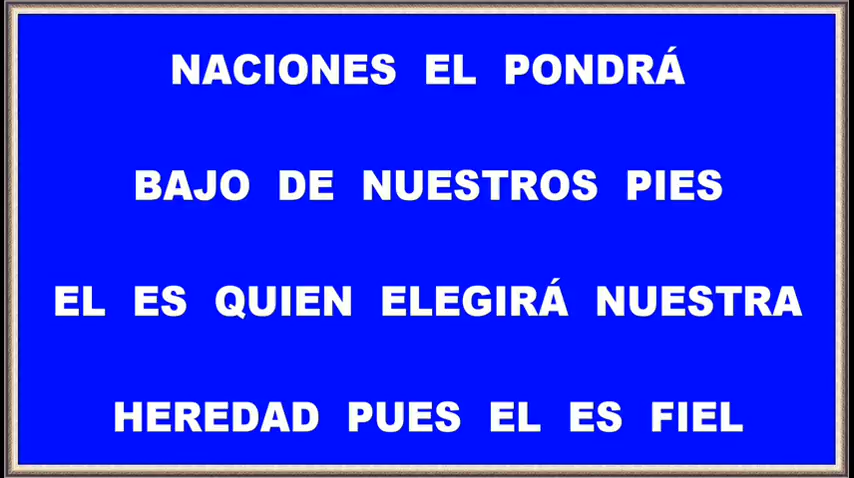 NACIONES EL PONDRÁ
BAJO DE NUESTROS PIES
EL ES QUIEN ELEGIRÁ NUESTRA
HEREDAD PUES EL ES FIEL